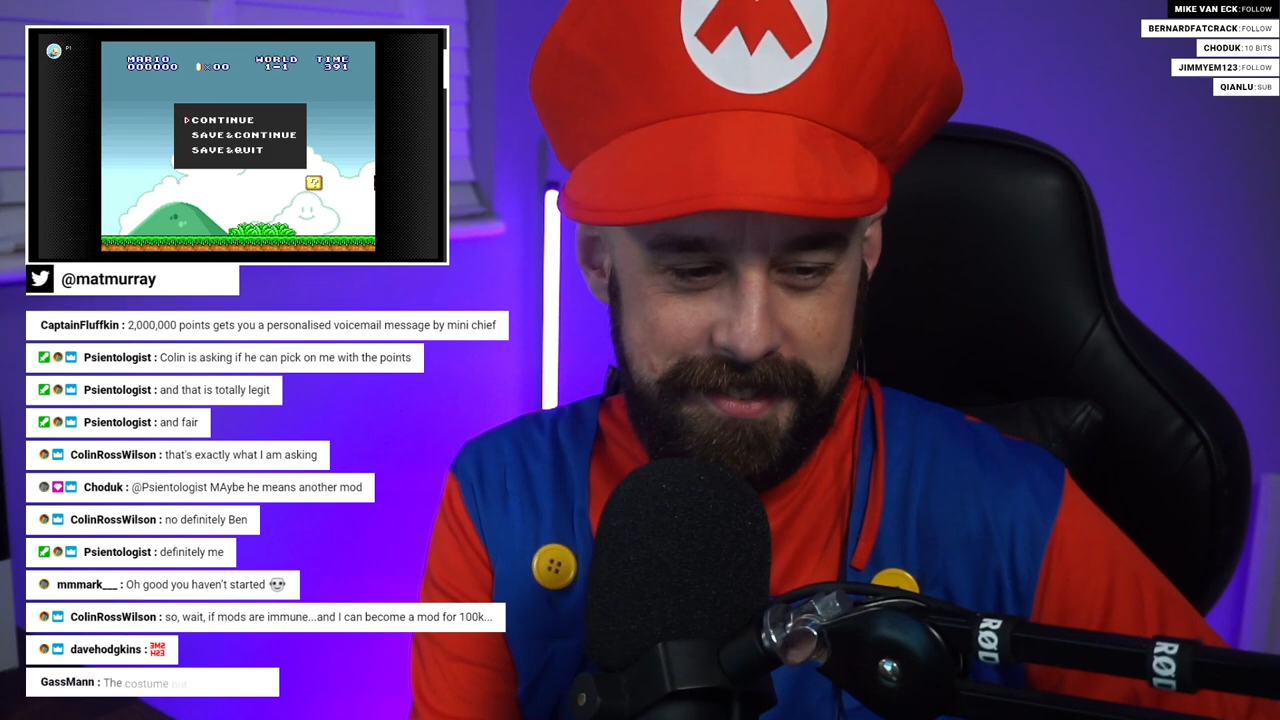 P1
MARIO WORLD TIME
000000 ×00 1-1 391
CONTINUE
SAVE&CONTINUE
SAVE&QUIT
@matmurray
CaptainFluffkin : 2,000,000 points gets you a personalised voicemail message by mini chief
Psientologist : Colin is asking if he can pick on me with the points
Psientologist : and that is totally legit
Psientologist : and fair
ColinRossWilson : that's exactly what I am asking
Choduk : @Psientologist MAybe he means another mod
ColinRossWilson : no definitely Ben
Psientologist : definitely me
mmmark___ : Oh good you haven't started
ColinRossWilson : so, wait, if mods are immune...and I can become a mod for 100k...
davehodgkins :
GassMann : The costume
MIKE VAN ECK: FOLLOW
BERNARDFATCRACK: FOLLOW
CHODUK: 10 BITS
JIMMYEM123: FOLLOW
QIANLU: SUB
M
RØDE
RØD